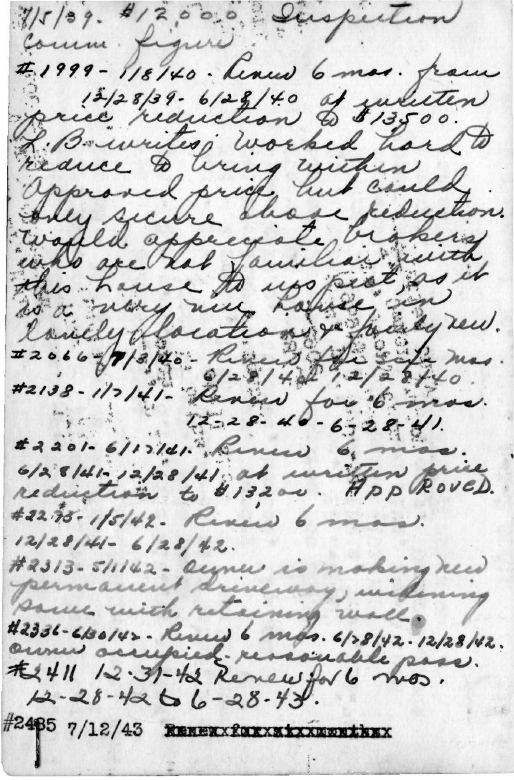 7/5/39. #12,000 Inspection
Comm. figure
#1999- 1/8/40. Renew 6 mos. from
12/28/39- 6/28/40 at written
price reduction to $13500.
L.B. writes: Worked hard to
reduce to bring within
approved price but could
only secure above reduction.
Would appreciate brokers
who are not familiar with
this house to inspect, as it
is a very nice house in
lovely location & fairly new.
#2066- 7/3/40- Renew for six mos.
6/28/40 12/28/40.
#2138-1/7/41- Renew for 6 mos.
12-28-40-6-28-41.
#2201-6/17/41. Renew 6 mos.
6/28/41-12/28/41, at written price
reduction to $13200. APPROVED.
#2275-1/5/42- Renew 6 mos.
12/28/41- 6/28/42.
#2313-5/1/42- Owner is making new
permanent driveway, widening
same with retaining wall.
#2336-6/30/42- Renew 6 mos. 6/28/42-12/28/42.
Owner occupied- reasonable poss.
#2411 12-31-42 Renew for 6 mos.
12-28-42 to 6-28-43.
#2485 7/12/43